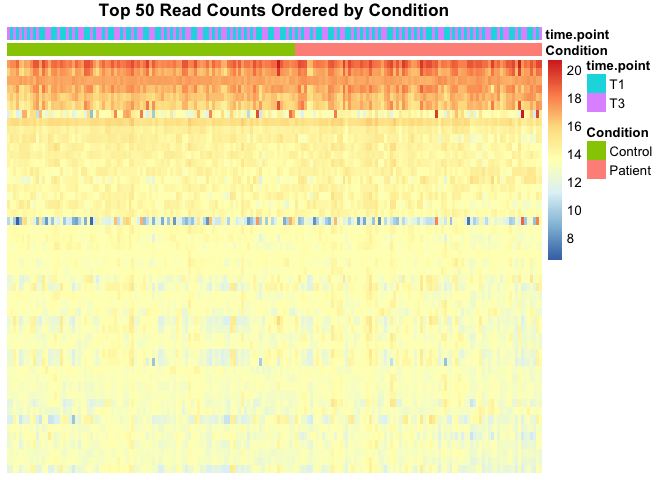 Top 50 Read Counts Ordered by Condition
time.point
Condition
20
18
16
14
12
10
8
time.point
T1
T3
Condition
Control
Patient